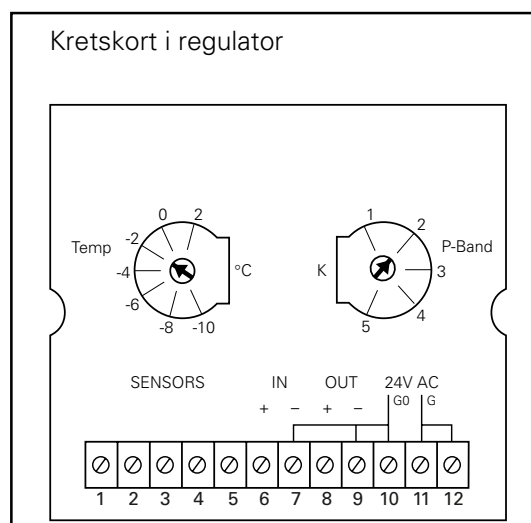 Kretskort i regulator
0 2
Temp -2
-4 °C
-6
-8 -10
1 2
P-Band
K 3
5 4
SENSORS IN OUT 24V AC
+ – + – G0 G
1 2 3 4 5 6 7 8 9 10 11 12